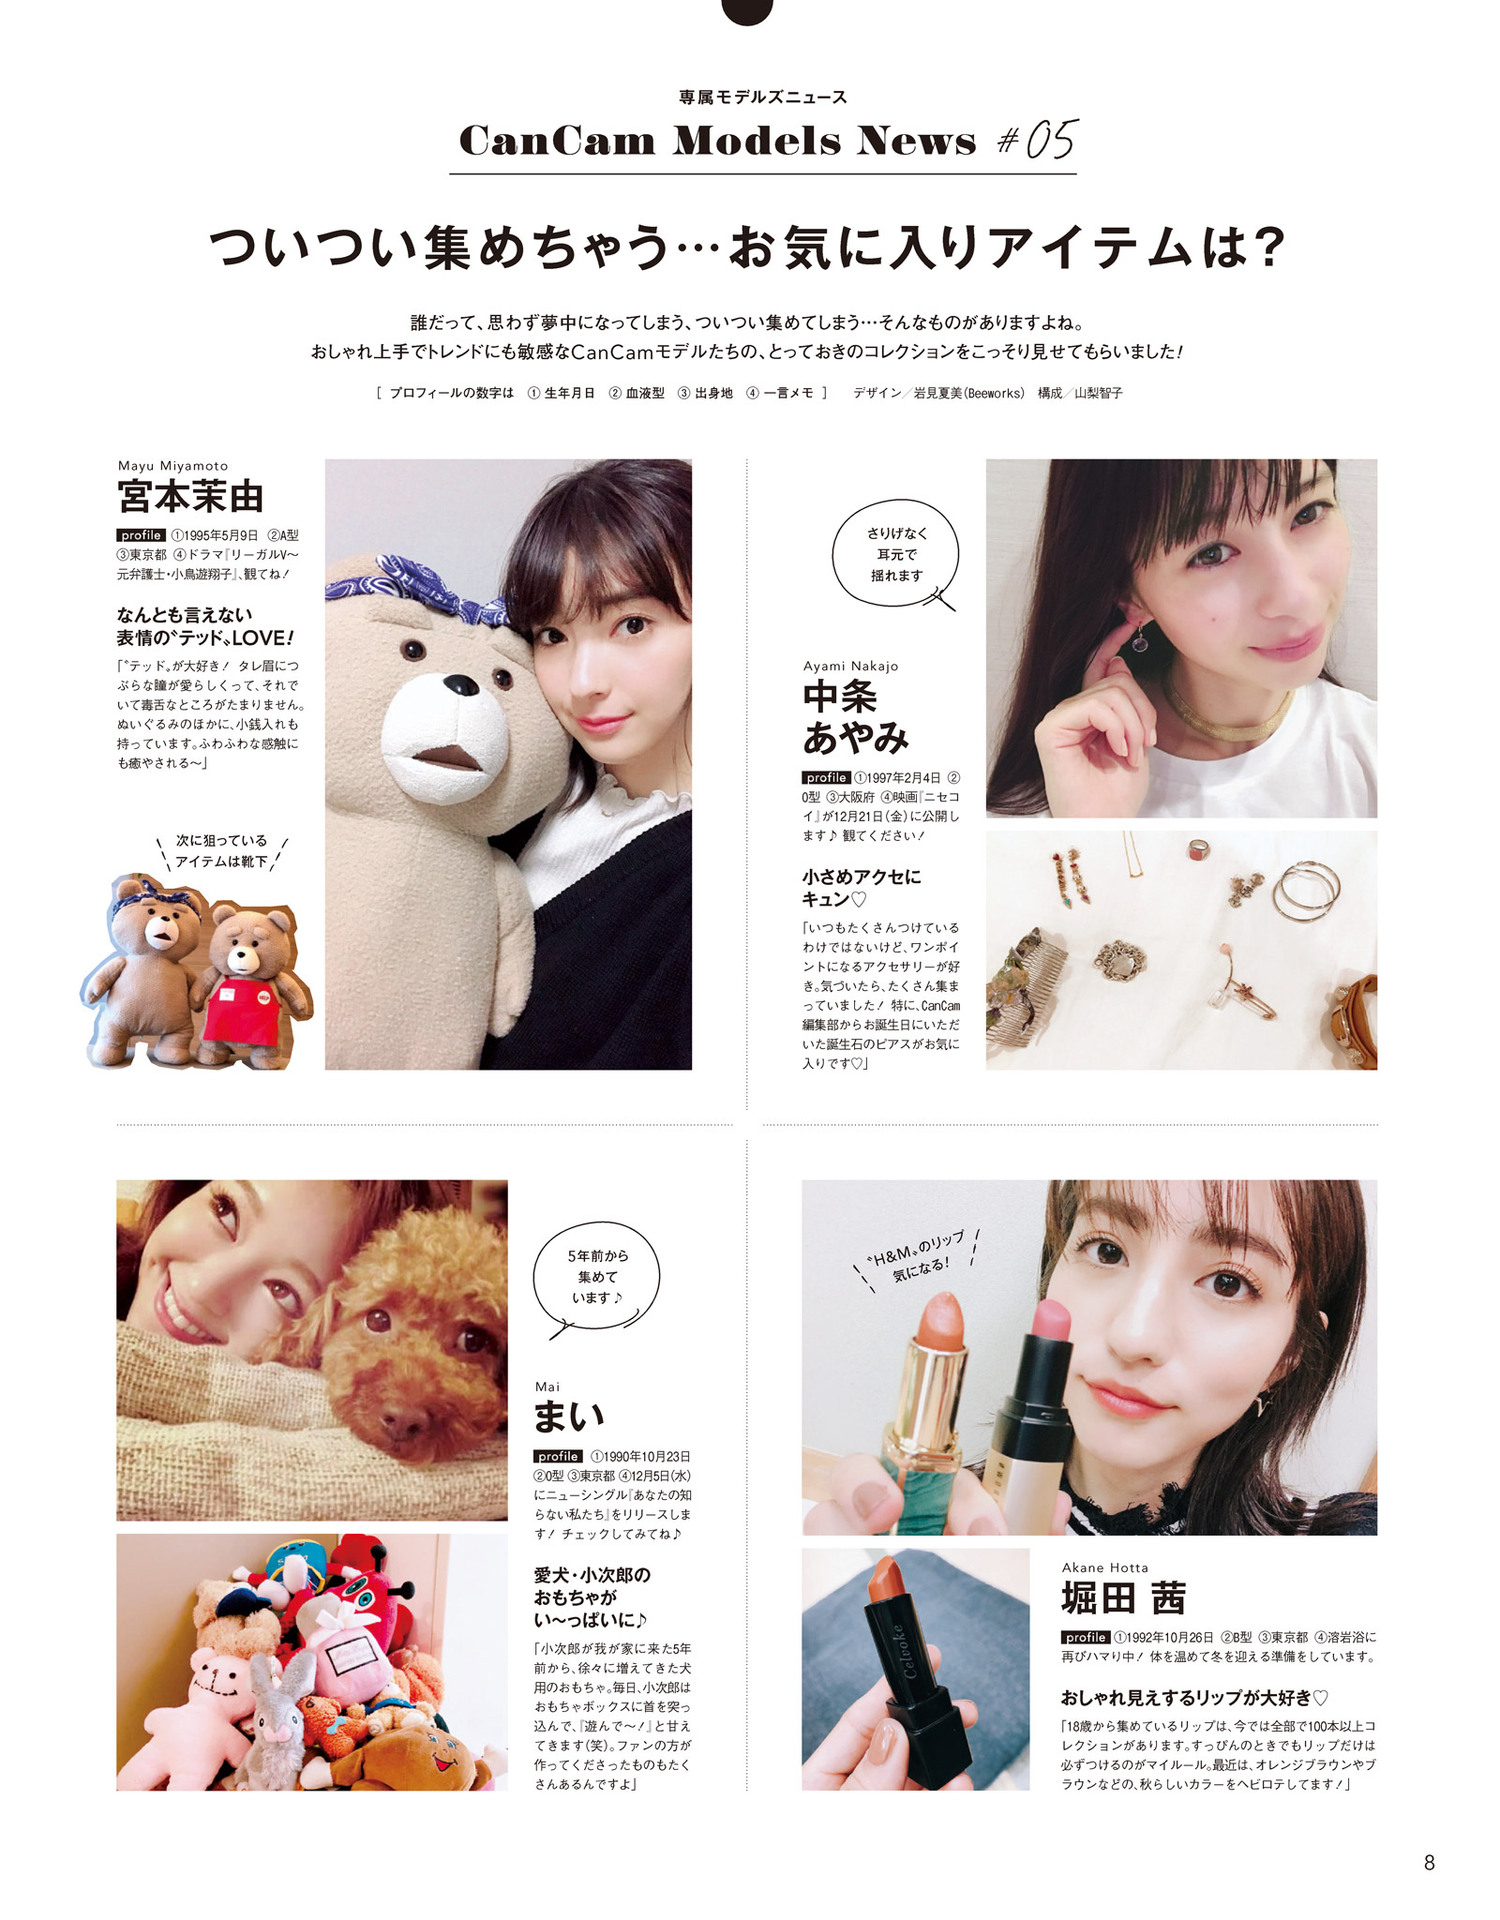 専属モデルズニュース
CanCam Models News #05
ついつい集めちゃう…お気に入りアイテムは?
誰だって、思わず夢中になってしまう、ついつい集めてしまう…そんなものがありますよね。
おしゃれ上手でトレンドにも敏感なCanCamモデルたちの、とっておきのコレクションをこっそり見せてもらいました!
[ プロフィールの数字は ①生年月日 ②血液型 ③出身地 ④一言メモ ] デザイン/岩見夏美(Beeworks) 構成/山梨智子
Mayu Miyamoto
宮本茉由
profile ①1995年5月9日 ②A型
③東京都 ④ドラマ『リーガルV〜
元弁護士・小鳥遊翔子』、観てね!
なんとも言えない
表情の〝テッド〟LOVE!
「〝テッド〟が大好き! タレ眉につ
ぶらな瞳が愛らしくって、それで
いて毒舌なところがたまりません。
ぬいぐるみのほかに、小銭入れも
持っています。ふわふわな感触に
も癒やされる〜」
次に狙っている
アイテムは靴下
さりげなく
耳元で
揺れます
Ayami Nakajo
中条
あやみ
profile ①1997年2月4日 ②
O型 ③大阪府 ④映画『ニセコ
イ』が12月21日(金)に公開し
ます♪ 観てください!
小さめアクセに
キュン♡
「いつもたくさんつけている
わけではないけど、ワンポイ
ントになるアクセサリーが好
き。気づいたら、たくさん集ま
っていました! 特に、CanCam
編集部からお誕生日にいただ
いた誕生石のピアスがお気に
入りです♡」
5年前から
集めて
います♪
Mai
まい
profile ①1990年10月23日
②O型 ③東京都 ④12月5日(水)
にニューシングル『あなたの知
らない私たち』をリリースしま
す! チェックしてみてね♪
愛犬・小次郎の
おもちゃが
い〜っぱいに♪
「小次郎が我が家に来た5年
前から、徐々に増えてきた犬
用のおもちゃ。毎日、小次郎は
おもちゃボックスに首を突っ
込んで、『遊んで〜!』と甘え
てきます(笑)。ファンの方が
作ってくださったものもたく
さんあるんですよ」
〝H&M〟のリップ
気になる!
Celvoke
Akane Hotta
堀田 茜
profile ①1992年10月26日 ②B型 ③東京都 ④溶岩浴に
再びハマり中! 体を温めて冬を迎える準備をしています。
おしゃれ見えするリップが大好き♡
「18歳から集めているリップは、今では全部で100本以上コ
レクションがあります。すっぴんのときでもリップだけは
必ずつけるのがマイルール。最近は、オレンジブラウンやブ
ラウンなどの、秋らしいカラーをヘビロテしてます!」
8